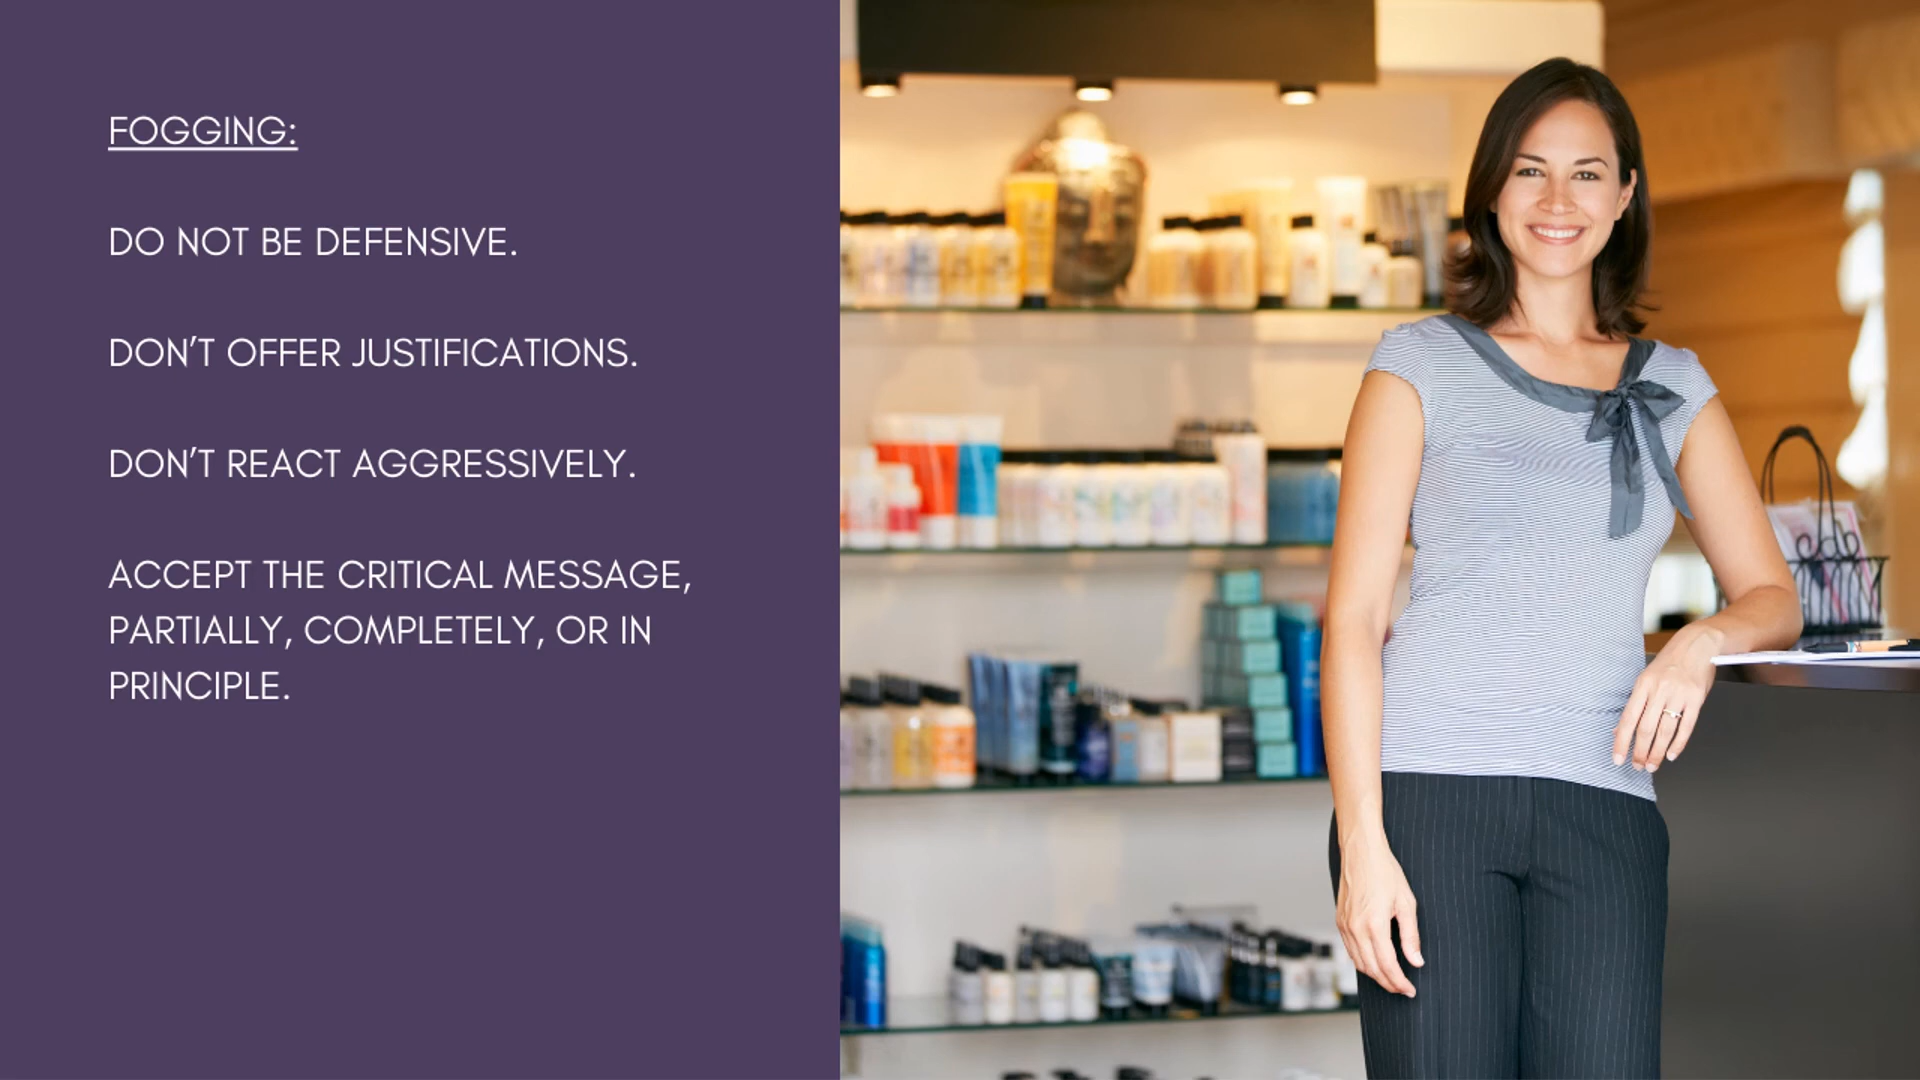 FOGGING:
DO NOT BE DEFENSIVE.
DON’T OFFER JUSTIFICATIONS.
DON’T REACT AGGRESSIVELY.
ACCEPT THE CRITICAL MESSAGE,
PARTIALLY, COMPLETELY, OR IN
PRINCIPLE.